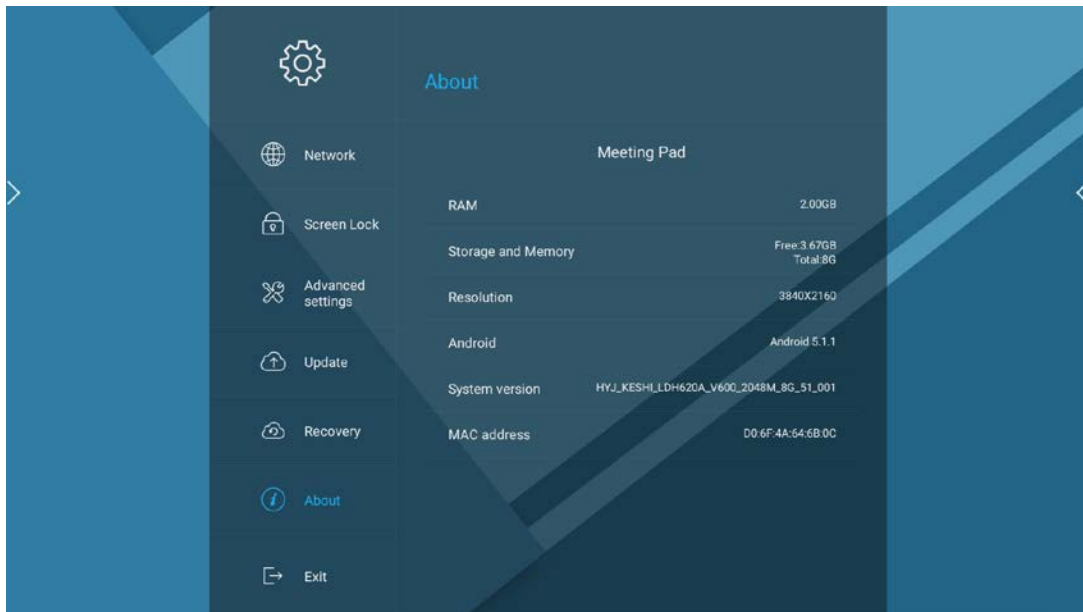 About
Network
Screen Lock
Advanced
settings
Update
Recovery
About
Exit
Meeting Pad
RAM 2.00GB
Storage and Memory Free:3.67GB
Total:8G
Resolution 3840X2160
Android Android 5.1.1
System version HYJ_KESHI_LDH620A_V600_2048M_8G_51_001
MAC address D0:6F:4A:64:6B:0C